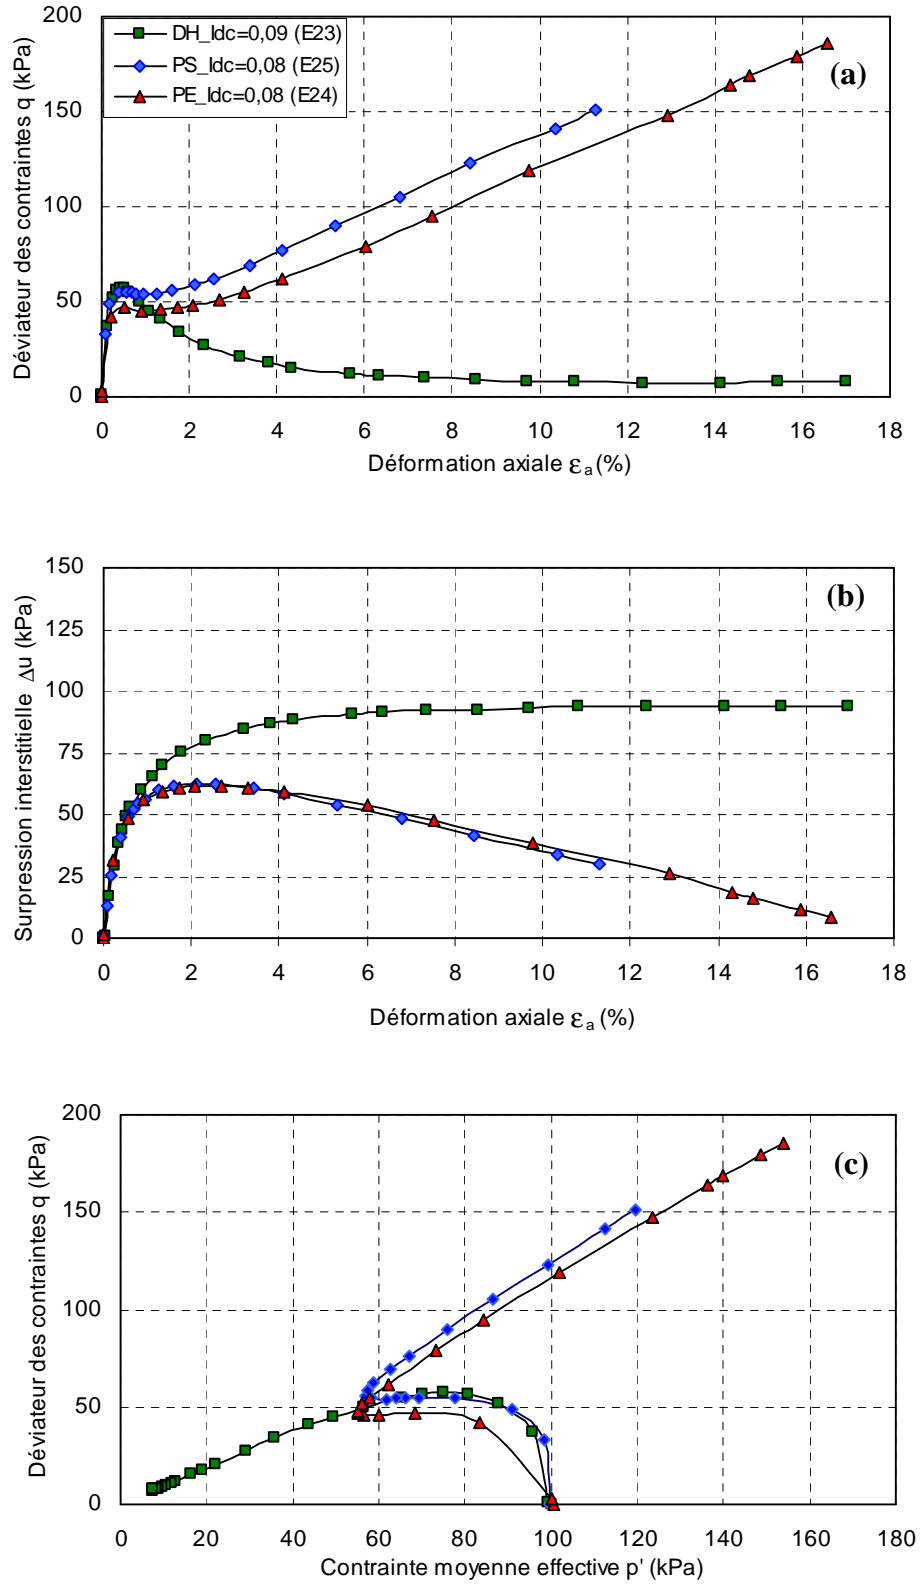 200
DH_Idc=0,09 (E23)
PS_Idc=0,08 (E25)
PE_Idc=0,08 (E24)
(a)
150
100
50
0
Déviateur des contraintes q (kPa)
0 2 4 6 8 10 12 14 16 18
Déformation axiale εa (%)
150
(b)
125
100
75
50
25
0
Surpression interstitielle Δu (kPa)
0 2 4 6 8 10 12 14 16 18
Déformation axiale εa (%)
200
(c)
150
100
50
0
Déviateur des contraintes q (kPa)
0 20 40 60 80 100 120 140 160 180
Contrainte moyenne effective p' (kPa)